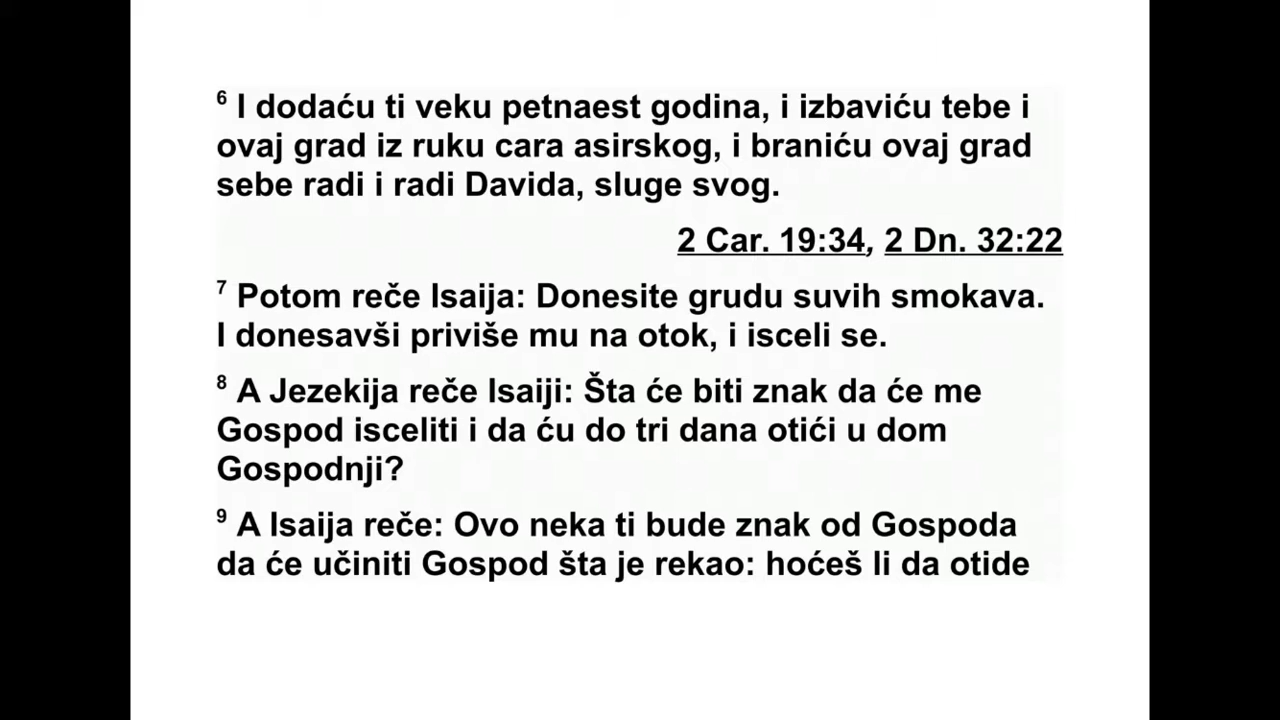 6 I dodaću ti veku petnaest godina, i izbaviću tebe i
ovaj grad iz ruku cara asirskog, i braniću ovaj grad
sebe radi i radi Davida, sluge svog.
2 Car. 19:34, 2 Dn. 32:22
7 Potom reče Isaija: Donesite grudu suvih smokava.
I donesavši priviše mu na otok, i isceli se.
8 A Jezekija reče Isaiji: Šta će biti znak da će me
Gospod isceliti i da ću do tri dana otići u dom
Gospodnji?
9 A Isaija reče: Ovo neka ti bude znak od Gospoda
da će učiniti Gospod šta je rekao: hoćeš li da otide